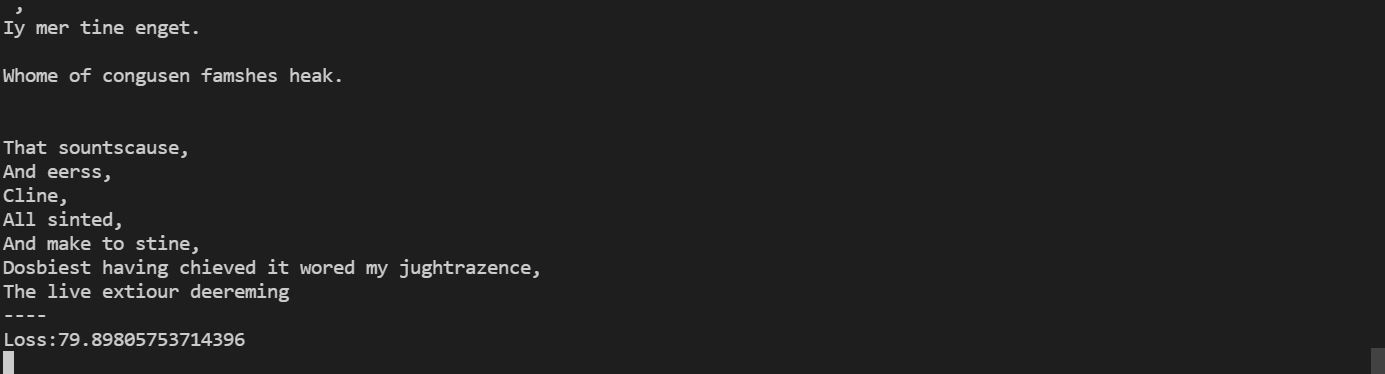 ,
Iy mer tine enget.
Whome of congusen famshes heak.
That sountscause,
And eerss,
Cline,
All sinted,
And make to stine,
Dosbiest having chieved it wored my jughtrazence,
The live extiour deereming
----
Loss:79.89805753714396